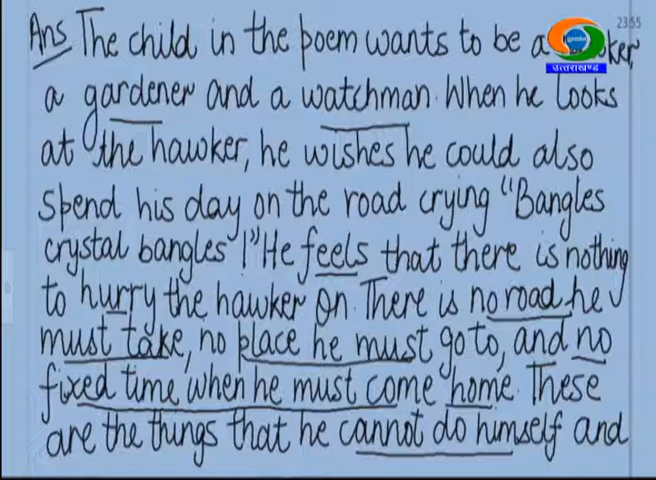 23:55
उत्तराखण्ड
Ans The child in the poem wants to be a
a gardener and a watchman. When he looks
at the hawker, he wishes he could also
spend his day on the road crying "Bangles
crystal bangles!" He feels that there is nothing
to hurry the hawker on. There is no road he
must take, no place he must go to, and no
fixed time when he must come home. These
are the things that he cannot do himself and